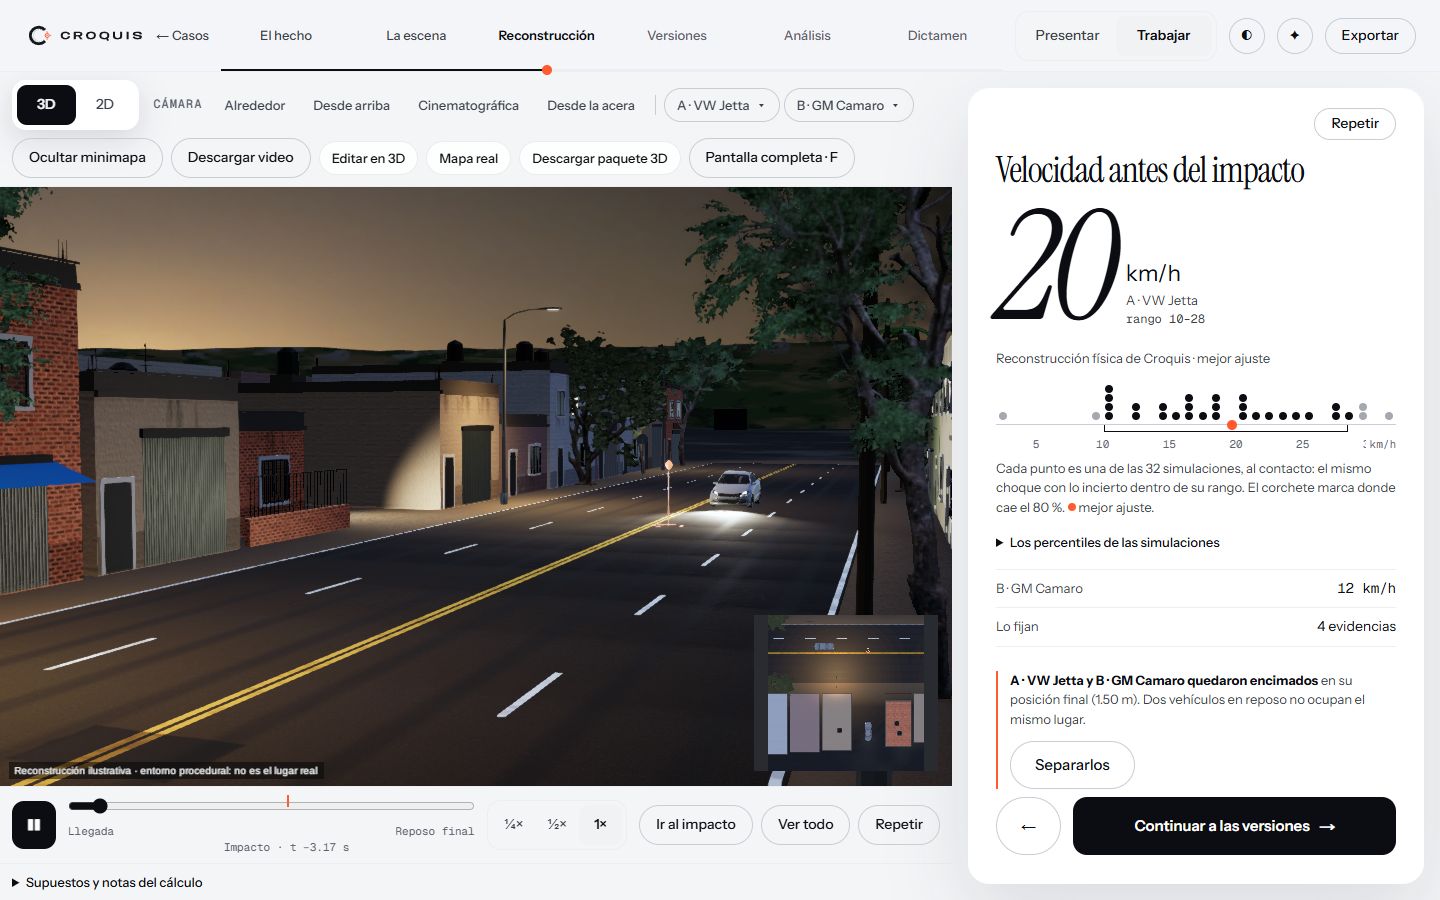 CROQUIS
← Casos
El hecho
La escena
Reconstrucción
Versiones
Análisis
Dictamen
Presentar
Trabajar
Exportar
3D
2D
CÁMARA
Alrededor
Desde arriba
Cinematográfica
Desde la acera
A · VW Jetta
B · GM Camaro
Ocultar minimapa
Descargar video
Editar en 3D
Mapa real
Descargar paquete 3D
Pantalla completa · F
Reconstrucción ilustrativa - entorno procedural: no es el lugar real
Llegada
Reposo final
Impacto · t −3.17 s
¼×
½×
1×
Ir al impacto
Ver todo
Repetir
Supuestos y notas del cálculo
Repetir
Velocidad antes del impacto
20
km/h
A · VW Jetta
rango 10–28
Reconstrucción física de Croquis · mejor ajuste
5
10
15
20
25
km/h
Cada punto es una de las 32 simulaciones, al contacto: el mismo
choque con lo incierto dentro de su rango. El corchete marca donde
cae el 80 %. mejor ajuste.
Los percentiles de las simulaciones
B · GM Camaro
12 km/h
Lo fijan
4 evidencias
A · VW Jetta y B · GM Camaro quedaron encimados en su
posición final (1.50 m). Dos vehículos en reposo no ocupan el
mismo lugar.
Separarlos
←
Continuar a las versiones →